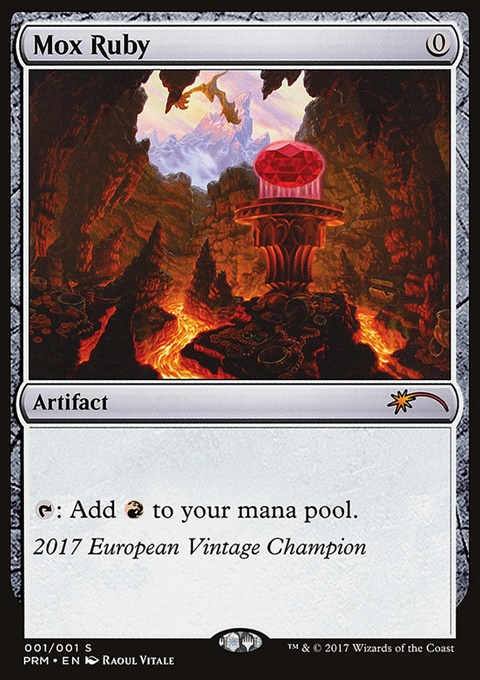 Mox Ruby 0
Artifact
: Add to your mana pool.
2017 European Vintage Champion
001/001 S
PRM • EN Raoul Vitale
™ & © 2017 Wizards of the Coast